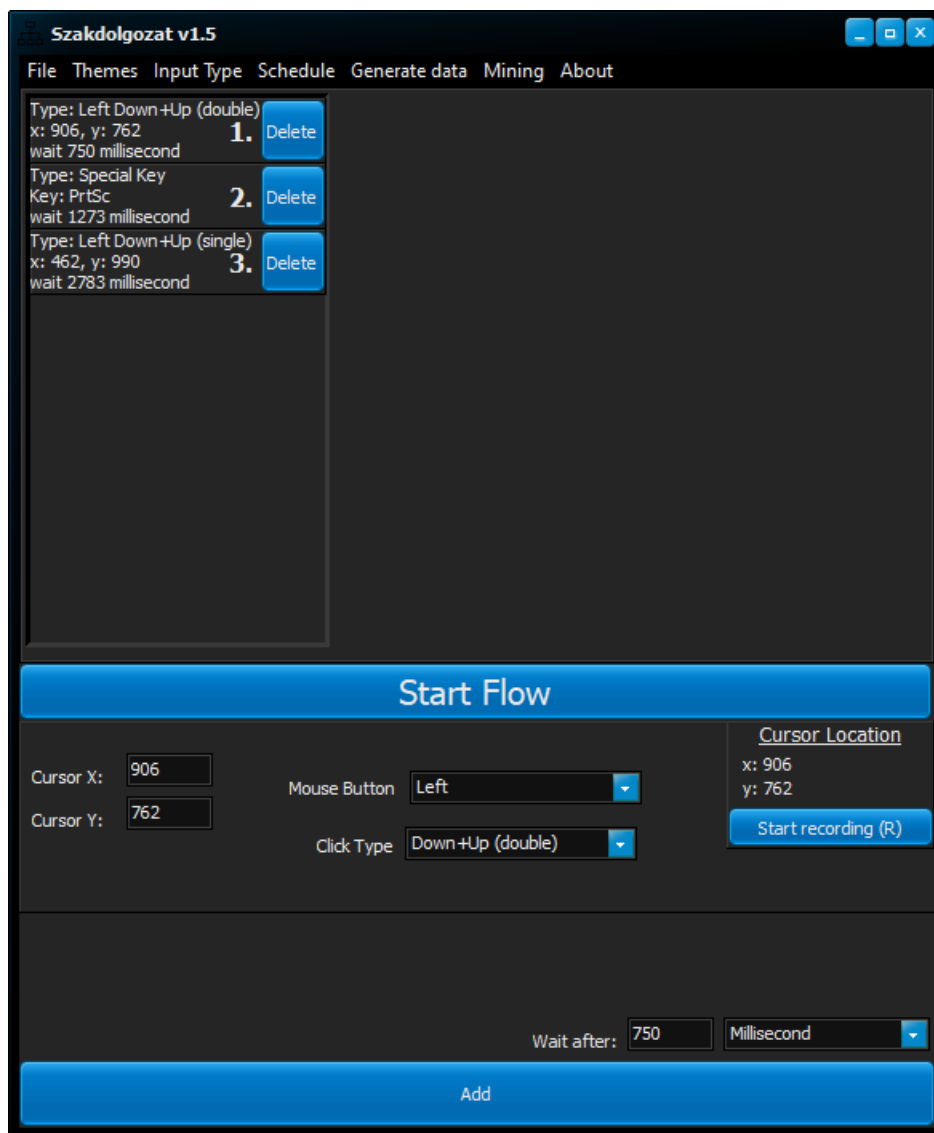 Szakdolgozat v1.5
File Themes Input Type Schedule Generate data Mining About
Type: Left Down+Up (double)
x: 906, y: 762
wait 750 millisecond
1.
Delete
Type: Special Key
Key: PrtSc
wait 1273 millisecond
2.
Delete
Type: Left Down+Up (single)
x: 462, y: 990
wait 2783 millisecond
3.
Delete
Start Flow
Cursor X: 906
Cursor Y: 762
Mouse Button Left
Click Type Down+Up (double)
Cursor Location
x: 906
y: 762
Start recording (R)
Wait after: 750 Millisecond
Add